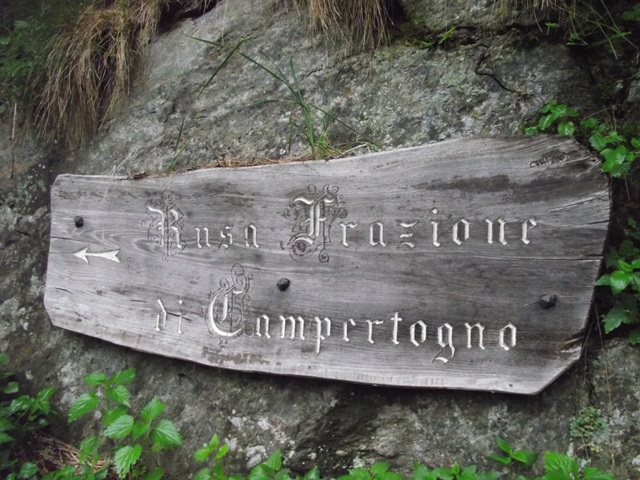 Rusa Frazione
di Campertogno